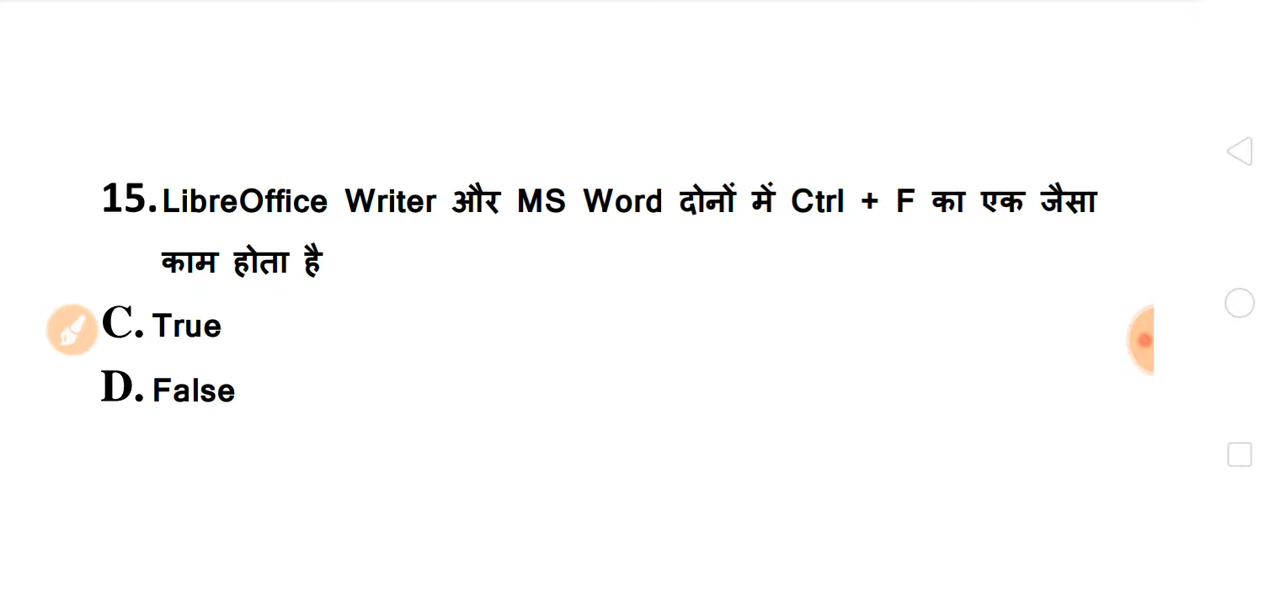 15. LibreOffice Writer और MS Word दोनों में Ctrl + F का एक जैसा
काम होता है
C. True
D. False